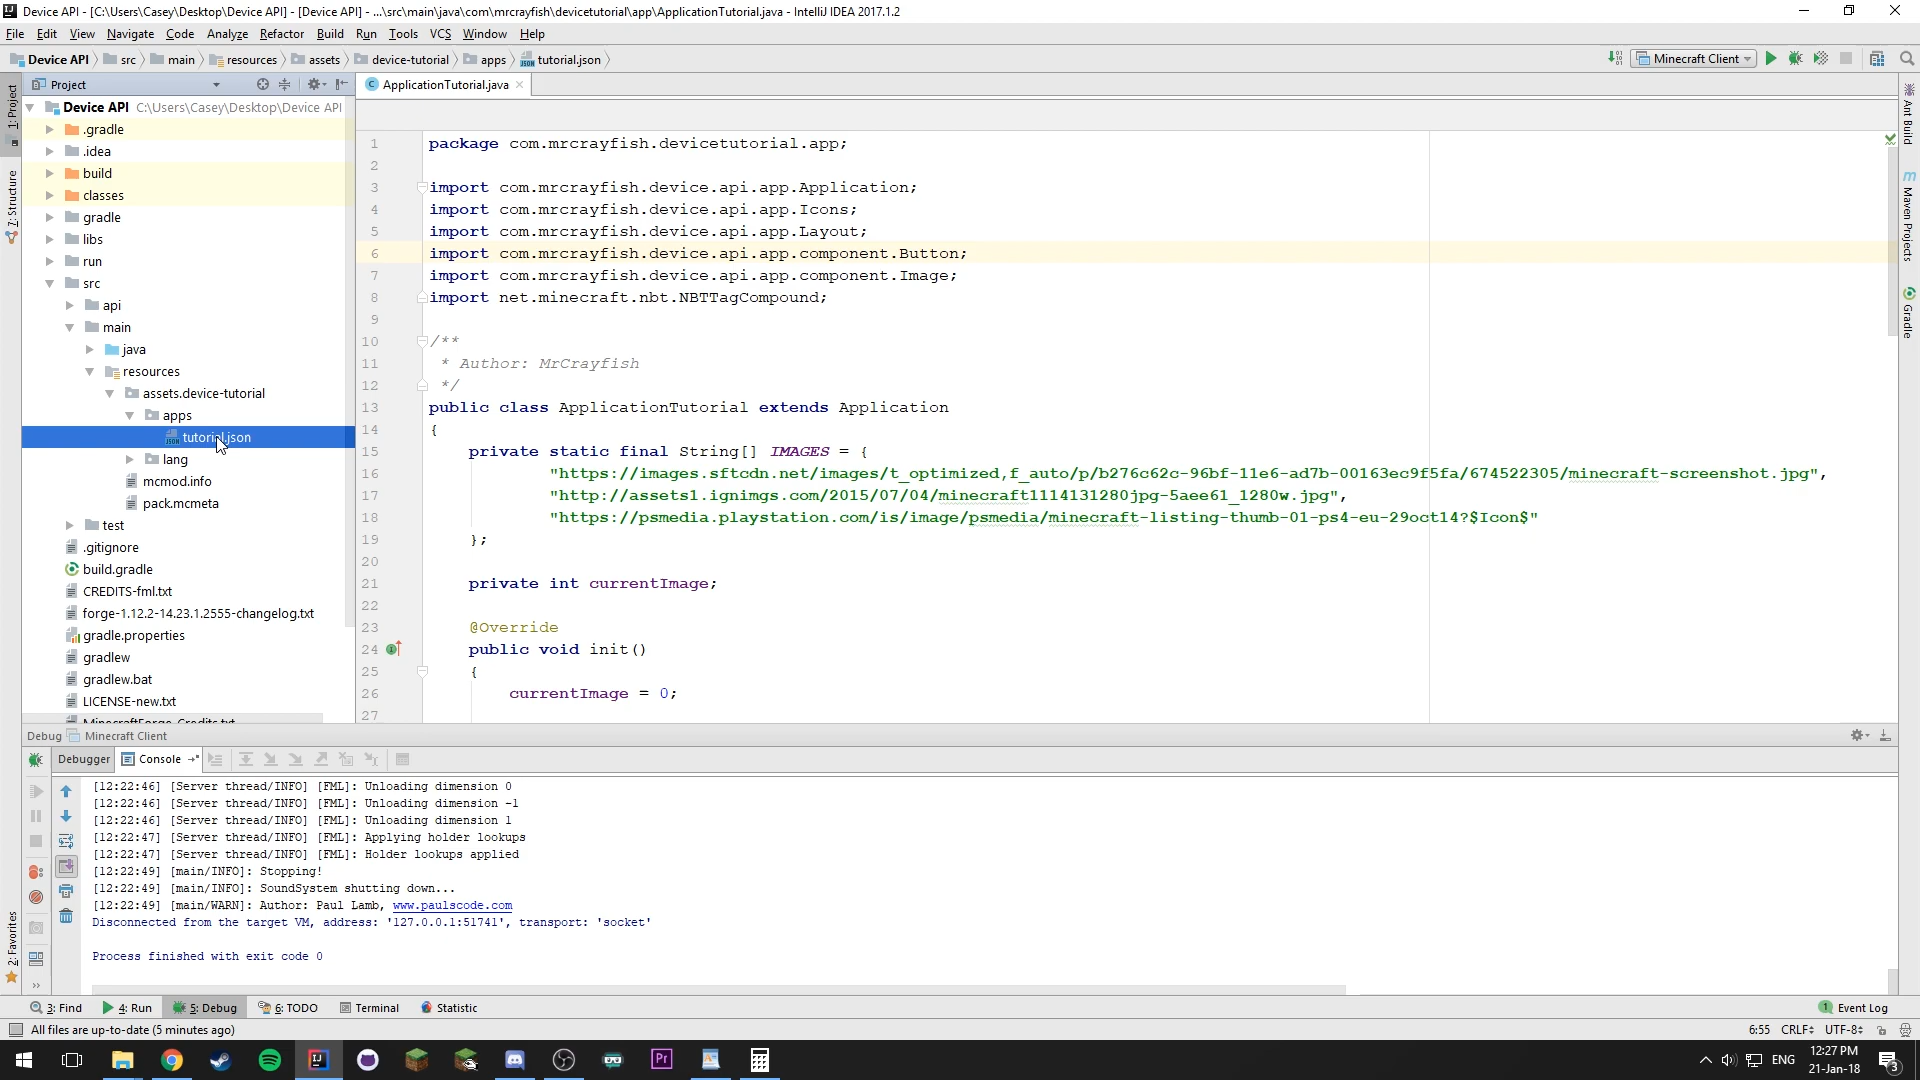 Device API - [C:\Users\Casey\Desktop\Device API] - [Device API] - ...\src\main\java\com\mrcrayfish\devicetutorial\app\ApplicationTutorial.java - IntelliJ IDEA 2017.1.2
File Edit View Navigate Code Analyze Refactor Build Run Tools VCS Window Help
Device API src main resources assets device-tutorial apps tutorial.json Minecraft Client
Project ApplicationTutorial.java
Device API C:\Users\Casey\Desktop\Device API
.gradle
.idea
build
classes
gradle
libs
run
src
api
main
java
resources
assets.device-tutorial
apps
tutorial.json
lang
mcmod.info
pack.mcmeta
test
.gitignore
build.gradle
CREDITS-fml.txt
forge-1.12.2-14.23.1.2555-changelog.txt
gradle.properties
gradlew
gradlew.bat
LICENSE-new.txt
MinecraftForge-Credits.txt
1: Project
7: Structure
2: Favorites
Ant Build
Maven Projects
Gradle
1 package com.mrcrayfish.devicetutorial.app;
2
3 import com.mrcrayfish.device.api.app.Application;
4 import com.mrcrayfish.device.api.app.Icons;
5 import com.mrcrayfish.device.api.app.Layout;
6 import com.mrcrayfish.device.api.app.component.Button;
7 import com.mrcrayfish.device.api.app.component.Image;
8 import net.minecraft.nbt.NBTTagCompound;
9
10 /**
11 * Author: MrCrayfish
12 */
13 public class ApplicationTutorial extends Application
14 {
15 private static final String[] IMAGES = {
16 "https://images.sftcdn.net/images/t_optimized,f_auto/p/b276c62c-96bf-11e6-ad7b-00163ec9f5fa/674522305/minecraft-screenshot.jpg",
17 "http://assets1.ignimgs.com/2015/07/04/minecraft1114131280jpg-5aee61_1280w.jpg",
18 "https://psmedia.playstation.com/is/image/psmedia/minecraft-listing-thumb-01-ps4-eu-29oct14?$Icon$"
19 };
20
21 private int currentImage;
22
23 @Override
24 public void init()
25 {
26 currentImage = 0;
27
Debug Minecraft Client
Debugger Console
[12:22:46] [Server thread/INFO] [FML]: Unloading dimension 0
[12:22:46] [Server thread/INFO] [FML]: Unloading dimension -1
[12:22:46] [Server thread/INFO] [FML]: Unloading dimension 1
[12:22:47] [Server thread/INFO] [FML]: Applying holder lookups
[12:22:47] [Server thread/INFO] [FML]: Holder lookups applied
[12:22:49] [main/INFO]: Stopping!
[12:22:49] [main/INFO]: SoundSystem shutting down...
[12:22:49] [main/WARN]: Author: Paul Lamb, www.paulscode.com
Disconnected from the target VM, address: '127.0.0.1:51741', transport: 'socket'
Process finished with exit code 0
3: Find 4: Run 5: Debug 6: TODO Terminal Statistic 1 Event Log
All files are up-to-date (5 minutes ago) 6:55 CRLF UTF-8
ENG 12:27 PM
21-Jan-18 3